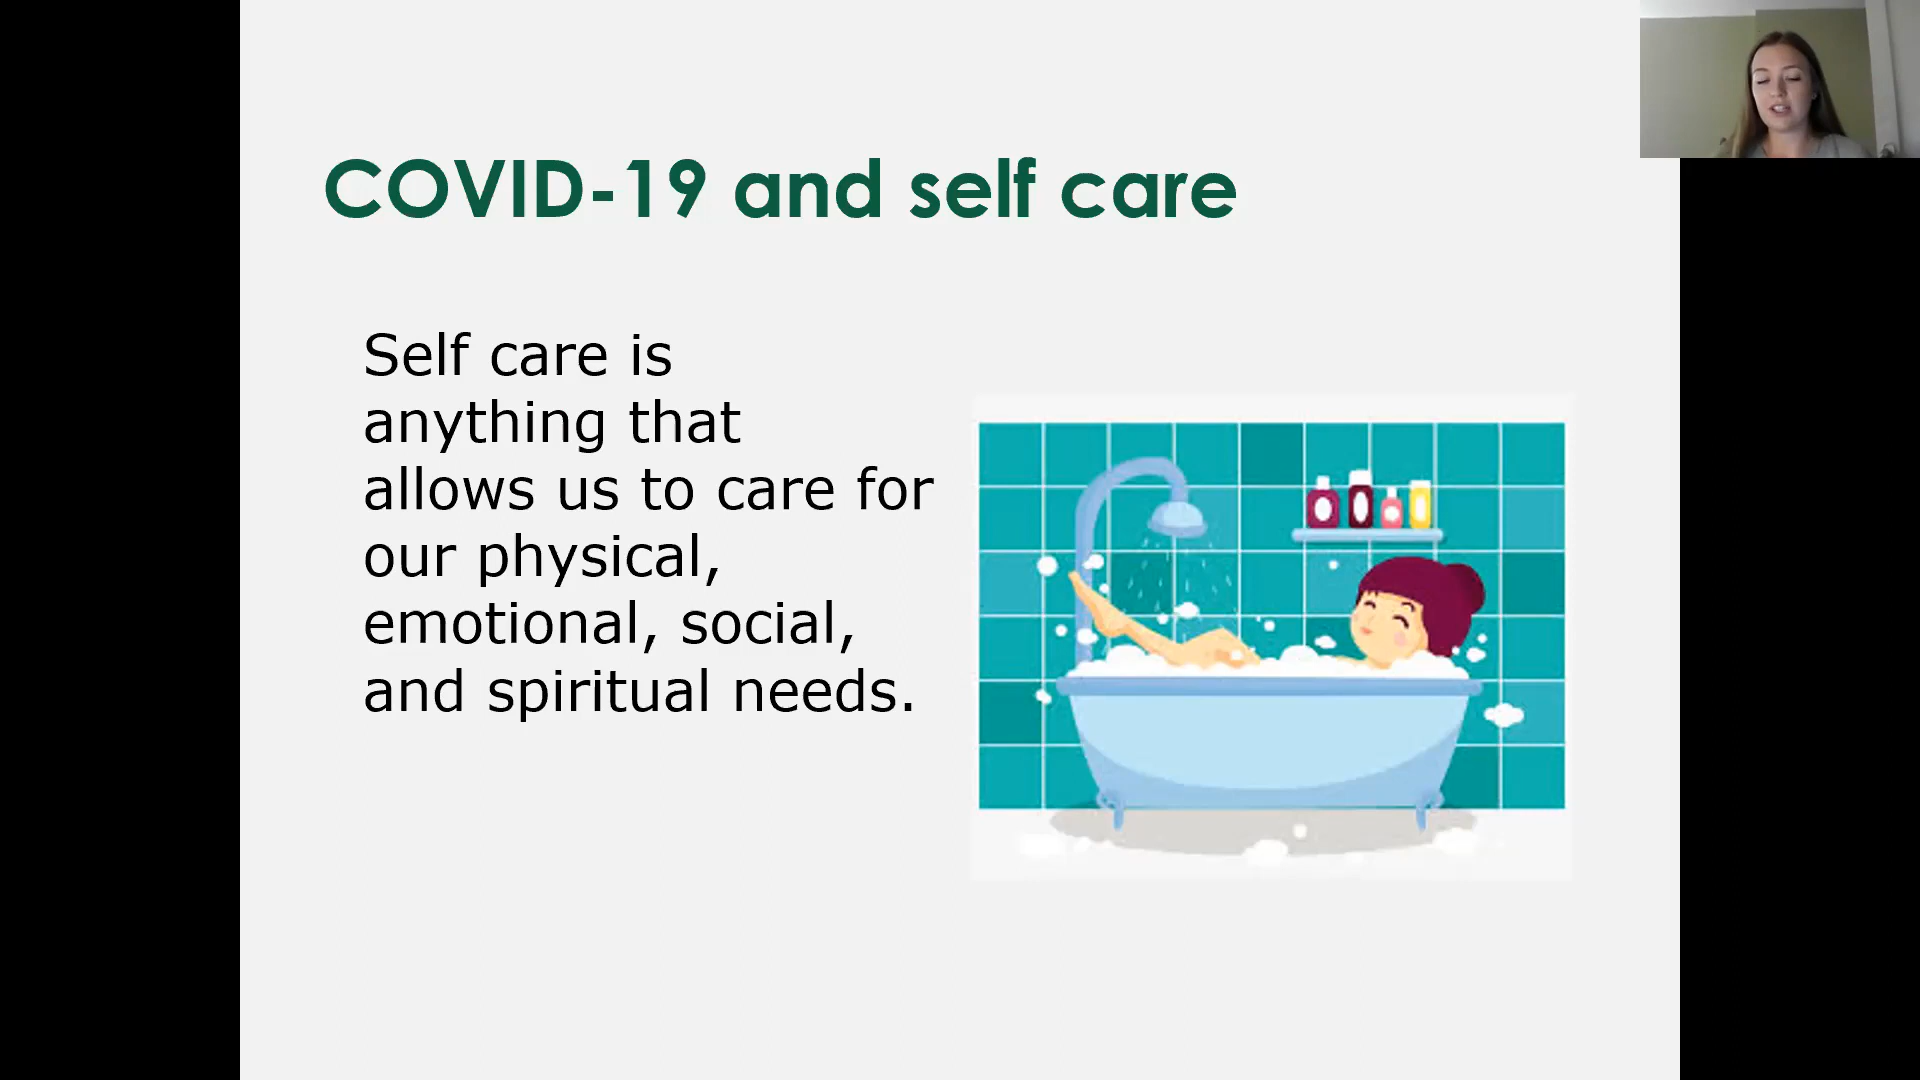 COVID-19 and self care
Self care is
anything that
allows us to care for
our physical,
emotional, social,
and spiritual needs.